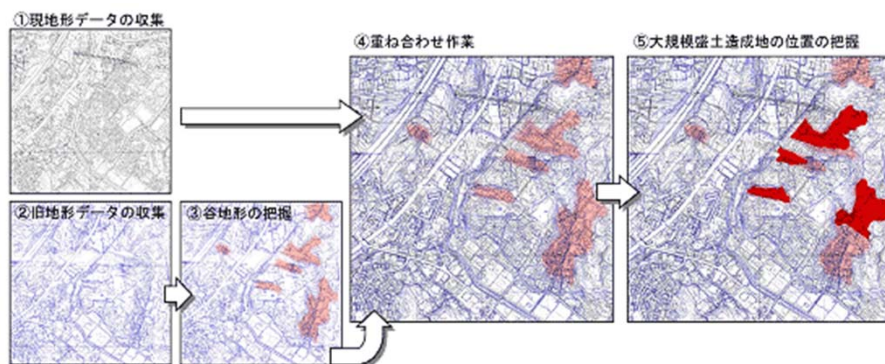 ①現地形データの収集
②旧地形データの収集
③谷地形の把握
④重ね合わせ作業
⑤大規模盛土造成地の位置の把握